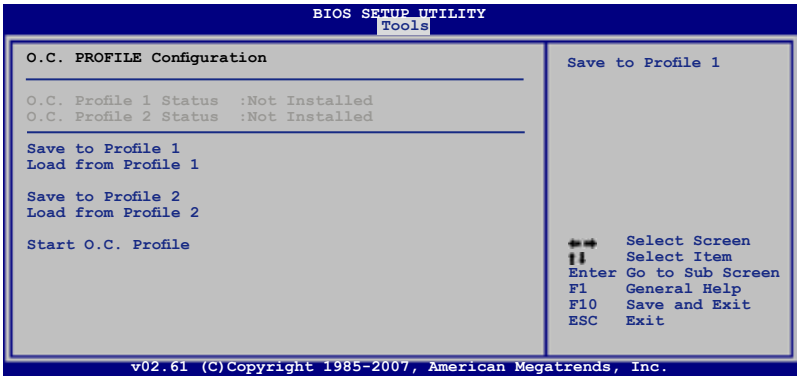 BIOS SETUP UTILITY
Tools
O.C. PROFILE Configuration
O.C. Profile 1 Status :Not Installed
O.C. Profile 2 Status :Not Installed
Save to Profile 1
Load from Profile 1
Save to Profile 2
Load from Profile 2
Start O.C. Profile
Save to Profile 1
Select Screen
Select Item
Enter Go to Sub Screen
F1 General Help
F10 Save and Exit
ESC Exit
v02.61 (C)Copyright 1985-2007, American Megatrends, Inc.